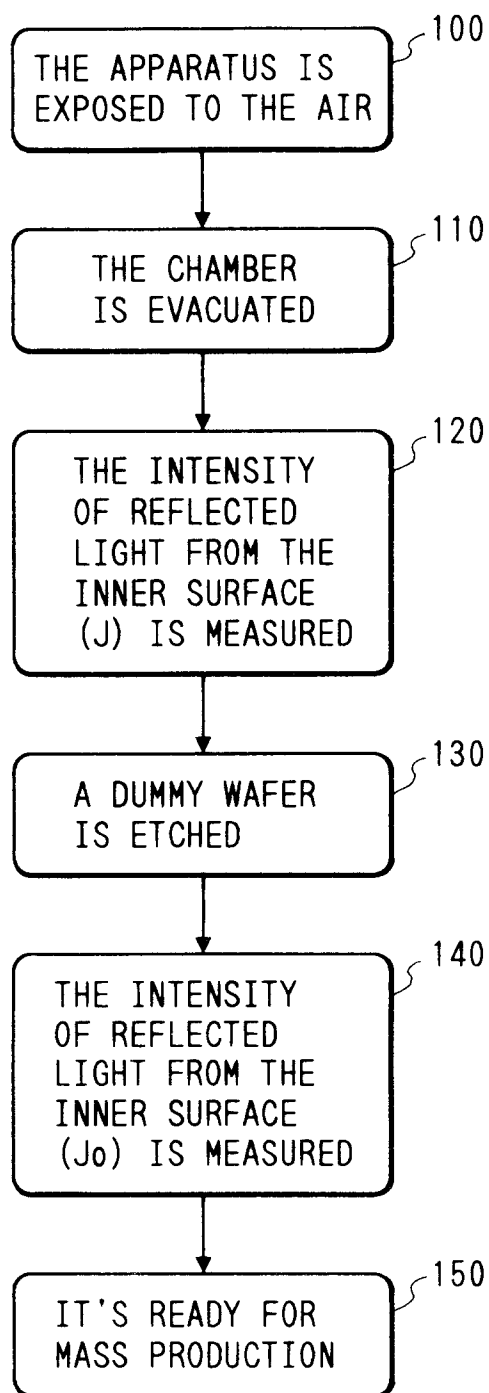 100
THE APPARATUS IS
EXPOSED TO THE AIR
110
THE CHAMBER
IS EVACUATED
120
THE INTENSITY
OF REFLECTED
LIGHT FROM THE
INNER SURFACE
(J) IS MEASURED
130
A DUMMY WAFER
IS ETCHED
140
THE INTENSITY
OF REFLECTED
LIGHT FROM THE
INNER SURFACE
(Jo) IS MEASURED
150
IT'S READY FOR
MASS PRODUCTION